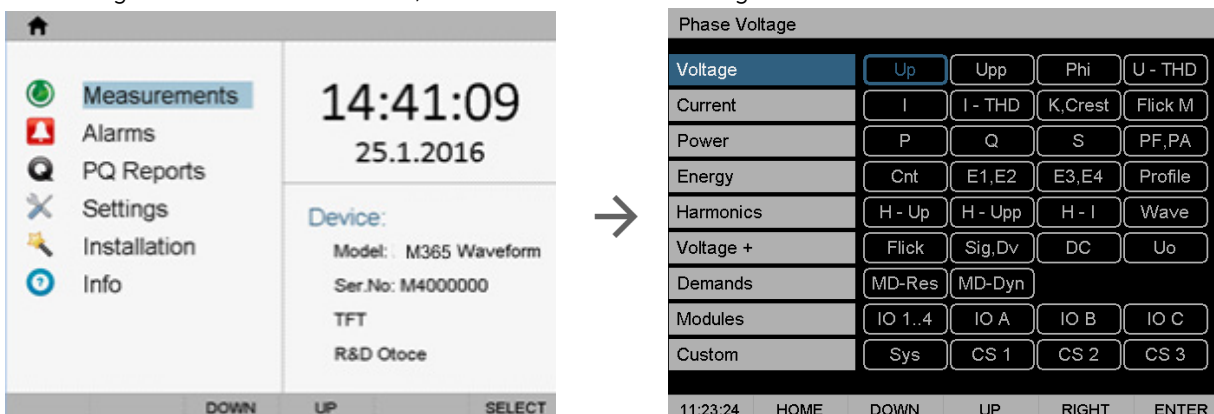 Measurements
Alarms
PQ Reports
Settings
Installation
Info
14:41:09
25.1.2016
Device:
Model: M365 Waveform
Ser.No: M4000000
TFT
R&D Otoce
DOWN UP SELECT
Phase Voltage
Voltage Up Upp Phi U - THD
Current I I - THD K,Crest Flick M
Power P Q S PF,PA
Energy Cnt E1,E2 E3,E4 Profile
Harmonics H - Up H - Upp H - I Wave
Voltage + Flick Sig,Dv DC Uo
Demands MD-Res MD-Dyn
Modules IO 1..4 IO A IO B IO C
Custom Sys CS 1 CS 2 CS 3
11:23:24 HOME DOWN UP RIGHT ENTER